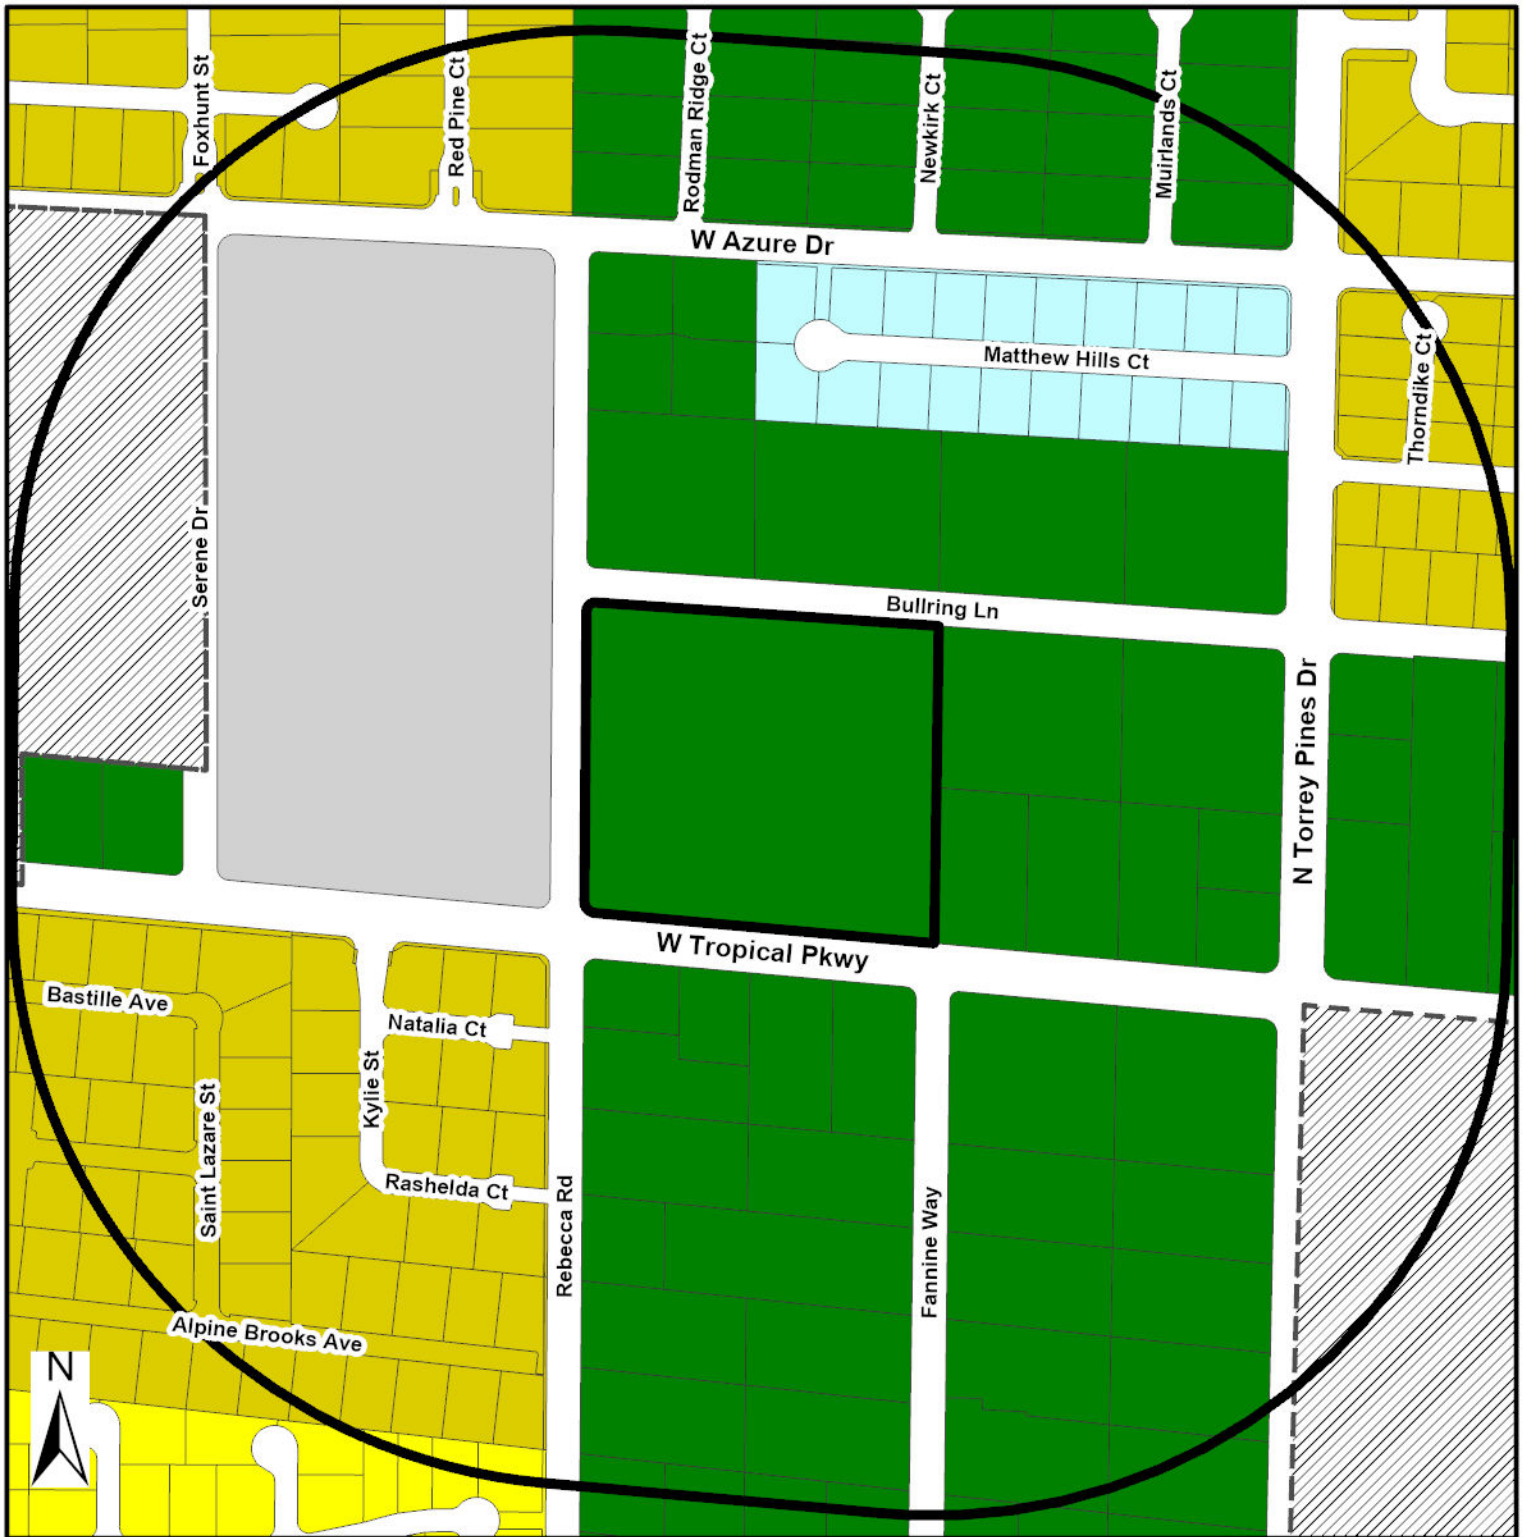 Foxhunt St
Red Pine Ct
Rodman Ridge Ct
Newkirk Ct
Muirlands Ct
W Azure Dr
Matthew Hills Ct
Thorndike Ct
Serene Dr
Bullring Ln
N Torrey Pines Dr
W Tropical Pkwy
Bastille Ave
Natalia Ct
Kylie St
Saint Lazare St
Rashelda Ct
Rebecca Rd
Fannine Way
Alpine Brooks Ave
N